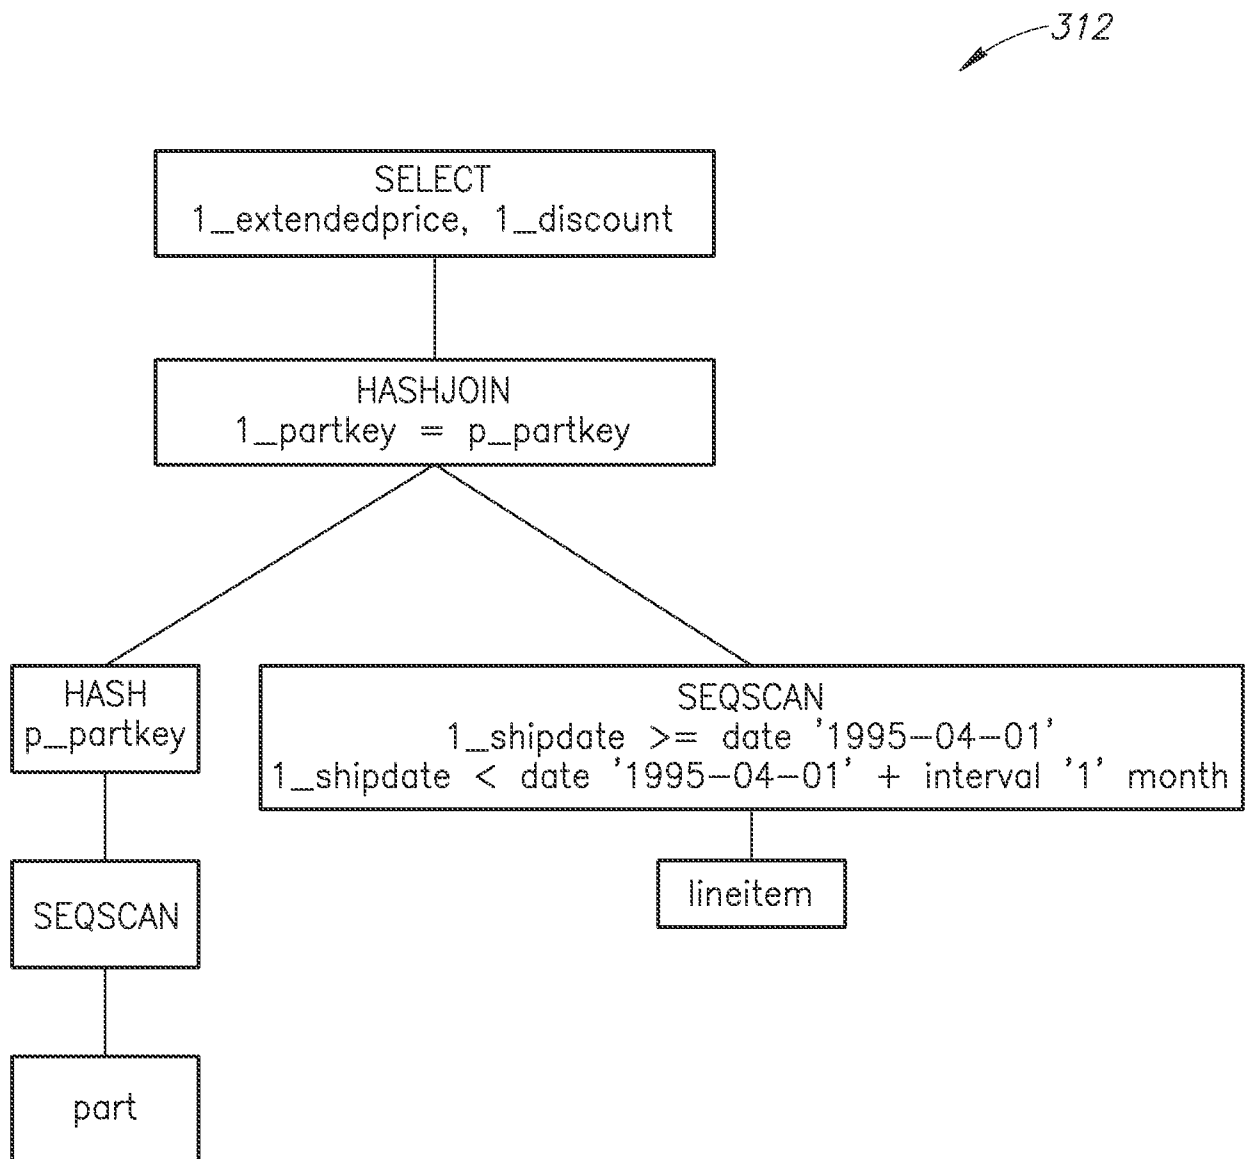 312
SELECT
1_extendedprice, 1_discount
HASHJOIN
1_partkey = p_partkey
HASH
p_partkey
SEQSCAN
1_shipdate >= date '1995-04-01'
1_shipdate < date '1995-04-01' + interval '1' month
SEQSCAN
lineitem
part